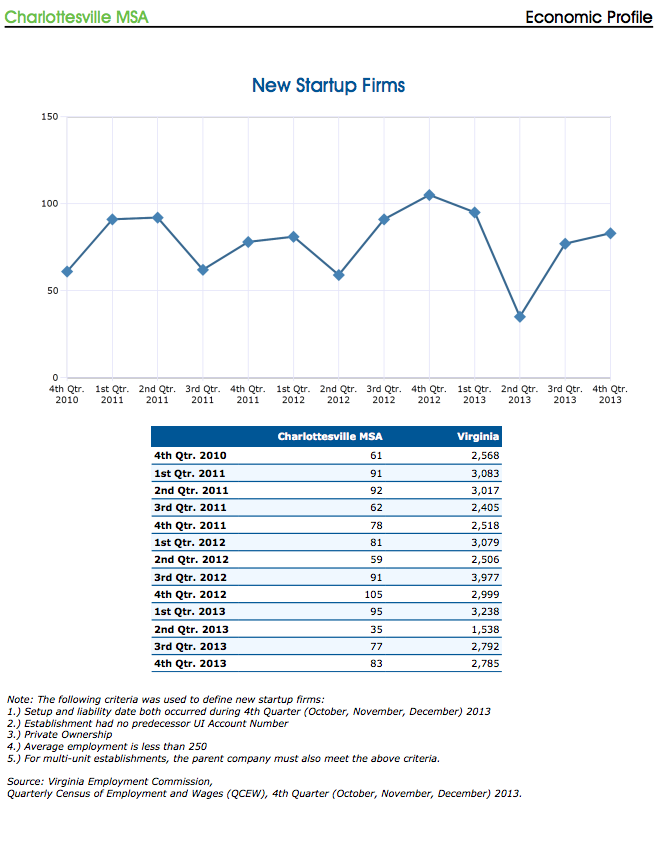 Charlottesville MSA Economic Profile
New Startup Firms
150
100
50
0
4th Qtr. 1st Qtr. 2nd Qtr. 3rd Qtr. 4th Qtr. 1st Qtr. 2nd Qtr. 3rd Qtr. 4th Qtr. 1st Qtr. 2nd Qtr. 3rd Qtr. 4th Qtr.
2010 2011 2011 2011 2011 2012 2012 2012 2012 2013 2013 2013 2013
Charlottesville MSA Virginia
4th Qtr. 2010 61 2,568
1st Qtr. 2011 91 3,083
2nd Qtr. 2011 92 3,017
3rd Qtr. 2011 62 2,405
4th Qtr. 2011 78 2,518
1st Qtr. 2012 81 3,079
2nd Qtr. 2012 59 2,506
3rd Qtr. 2012 91 3,977
4th Qtr. 2012 105 2,999
1st Qtr. 2013 95 3,238
2nd Qtr. 2013 35 1,538
3rd Qtr. 2013 77 2,792
4th Qtr. 2013 83 2,785
Note: The following criteria was used to define new startup firms:
1.) Setup and liability date both occurred during 4th Quarter (October, November, December) 2013
2.) Establishment had no predecessor UI Account Number
3.) Private Ownership
4.) Average employment is less than 250
5.) For multi-unit establishments, the parent company must also meet the above criteria.
Source: Virginia Employment Commission,
Quarterly Census of Employment and Wages (QCEW), 4th Quarter (October, November, December) 2013.